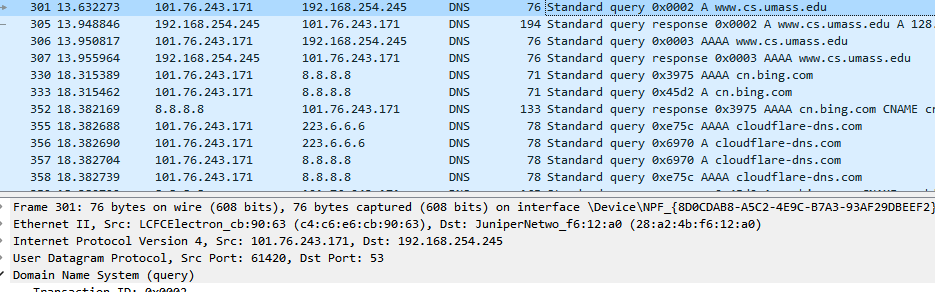 301 13.632273 101.76.243.171 192.168.254.245 DNS 76 Standard query 0x0002 A www.cs.umass.edu
305 13.948846 192.168.254.245 101.76.243.171 DNS 194 Standard query response 0x0002 A www.cs.umass.edu A 128.
306 13.950817 101.76.243.171 192.168.254.245 DNS 76 Standard query 0x0003 AAAA www.cs.umass.edu
307 13.955964 192.168.254.245 101.76.243.171 DNS 76 Standard query response 0x0003 AAAA www.cs.umass.edu
330 18.315389 101.76.243.171 8.8.8.8 DNS 71 Standard query 0x3975 AAAA cn.bing.com
333 18.315462 101.76.243.171 8.8.8.8 DNS 71 Standard query 0x45d2 A cn.bing.com
352 18.382169 8.8.8.8 101.76.243.171 DNS 133 Standard query response 0x3975 AAAA cn.bing.com CNAME cn
355 18.382688 101.76.243.171 223.6.6.6 DNS 78 Standard query 0xe75c AAAA cloudflare-dns.com
356 18.382690 101.76.243.171 223.6.6.6 DNS 78 Standard query 0x6970 A cloudflare-dns.com
357 18.382704 101.76.243.171 8.8.8.8 DNS 78 Standard query 0x6970 A cloudflare-dns.com
358 18.382739 101.76.243.171 8.8.8.8 DNS 78 Standard query 0xe75c AAAA cloudflare-dns.com
Frame 301: 76 bytes on wire (608 bits), 76 bytes captured (608 bits) on interface \Device\NPF_{8D0CDAB8-A5C2-4E9C-B7A3-93AF29DBEEF2}
Ethernet II, Src: LCFCElectron_cb:90:63 (c4:c6:e6:cb:90:63), Dst: JuniperNetwo_f6:12:a0 (28:a2:4b:f6:12:a0)
Internet Protocol Version 4, Src: 101.76.243.171, Dst: 192.168.254.245
User Datagram Protocol, Src Port: 61420, Dst Port: 53
Domain Name System (query)
Transaction ID: 0x0002